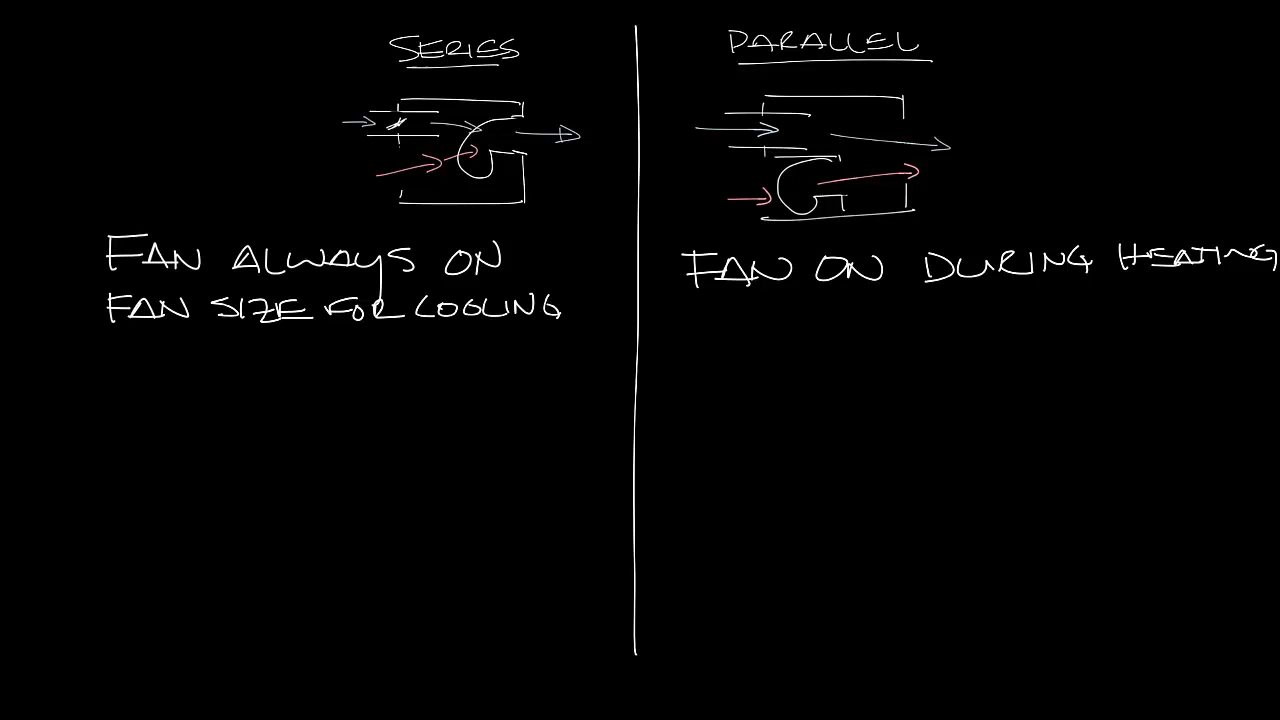 SERIES
FAN ALWAYS ON
FAN SIZE FOR COOLING
PARALLEL
FAN ON DURING HEATING